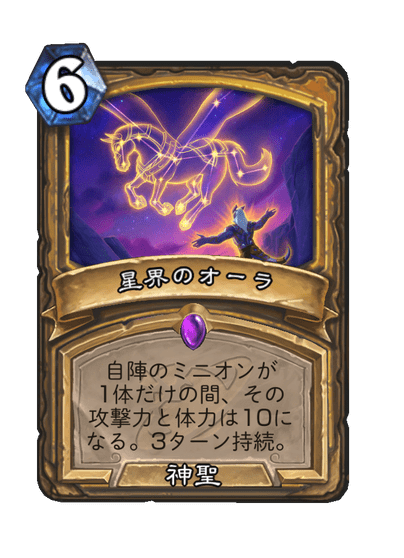 6
星界のオーラ
自陣のミニオンが
1体だけの間、その
攻撃力と体力は10に
なる。3ターン持続。
神聖